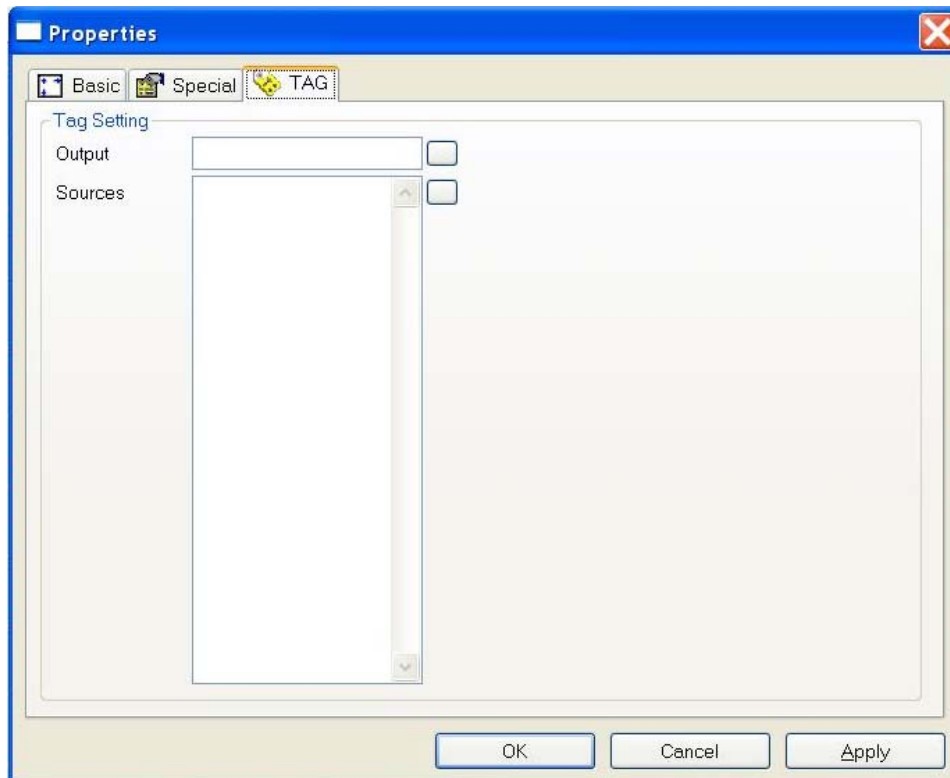 Properties
Basic Special TAG
Tag Setting
Output
Sources
OK Cancel Apply